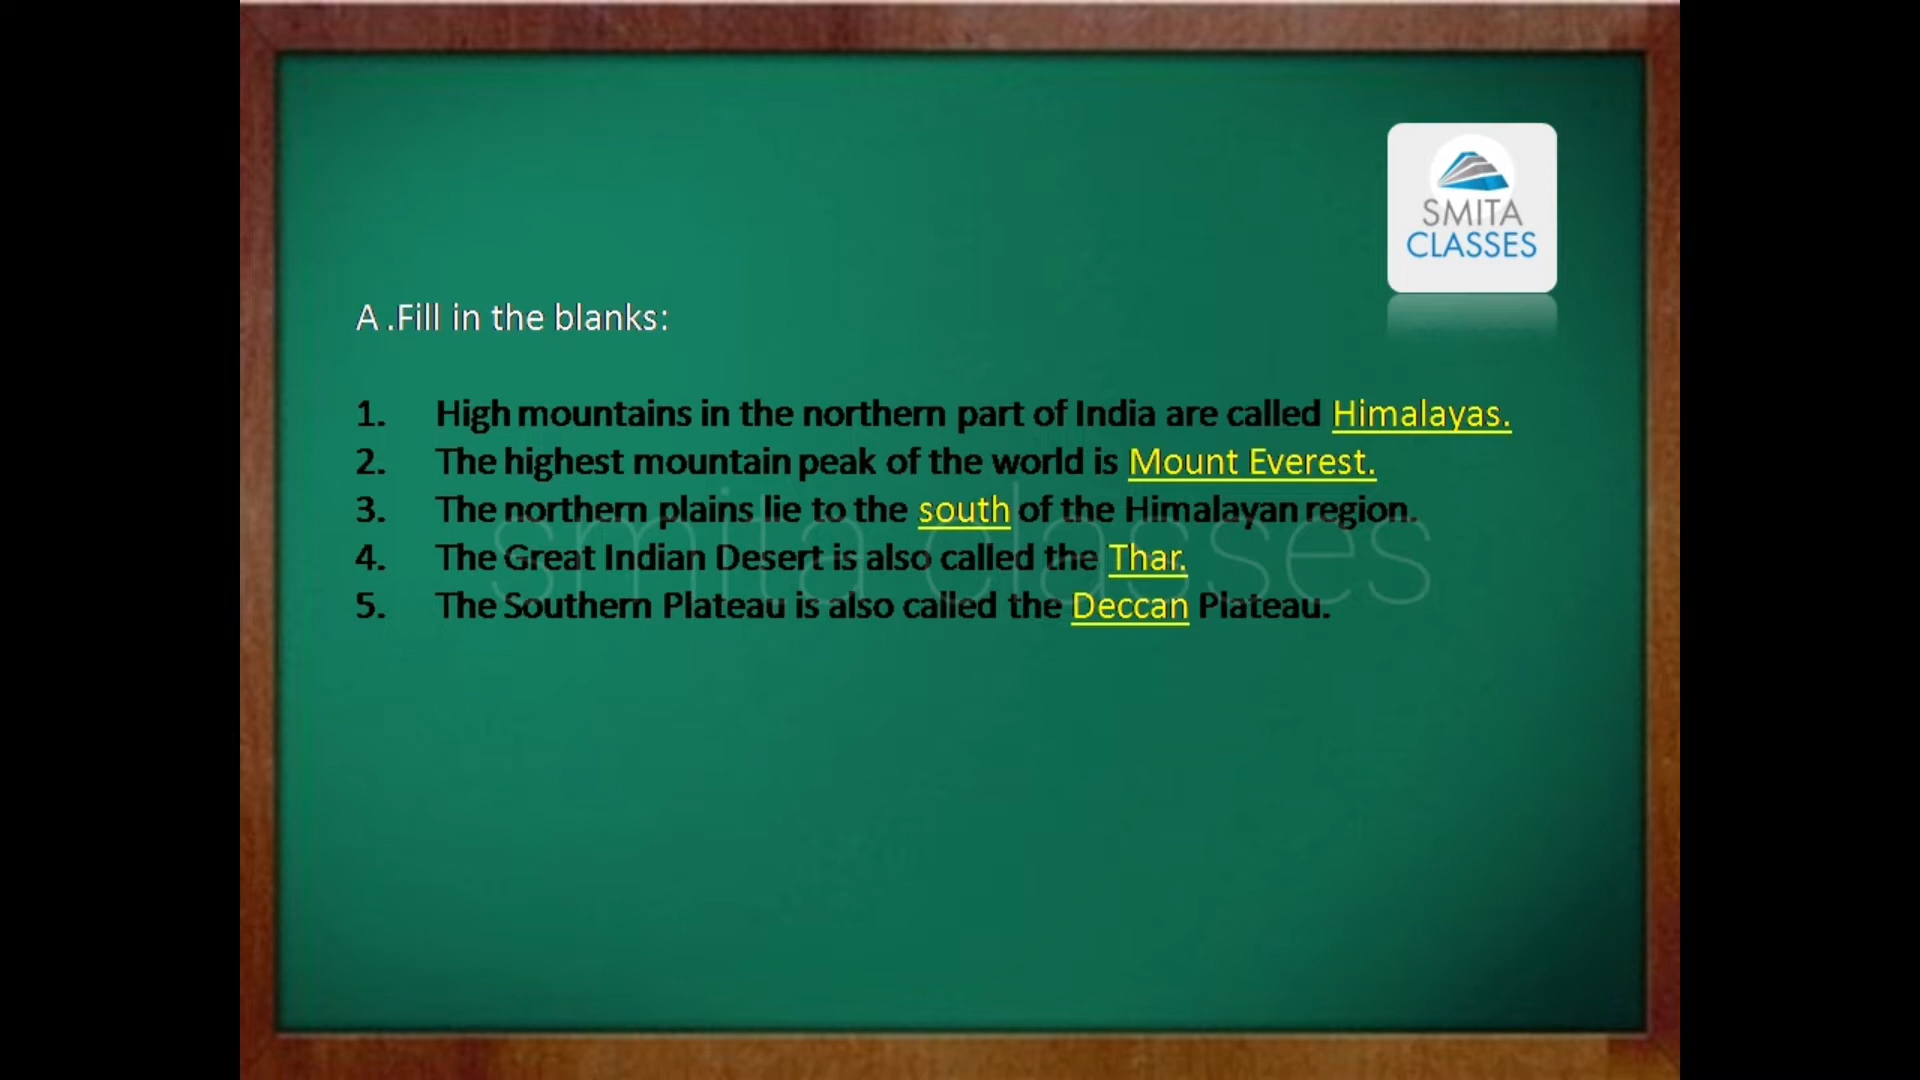 SMITA
CLASSES
A .Fill in the blanks:
1. High mountains in the northern part of India are called Himalayas.
2. The highest mountain peak of the world is Mount Everest.
3. The northern plains lie to the south of the Himalayan region.
4. The Great Indian Desert is also called the Thar.
5. The Southern Plateau is also called the Deccan Plateau.
smita classes